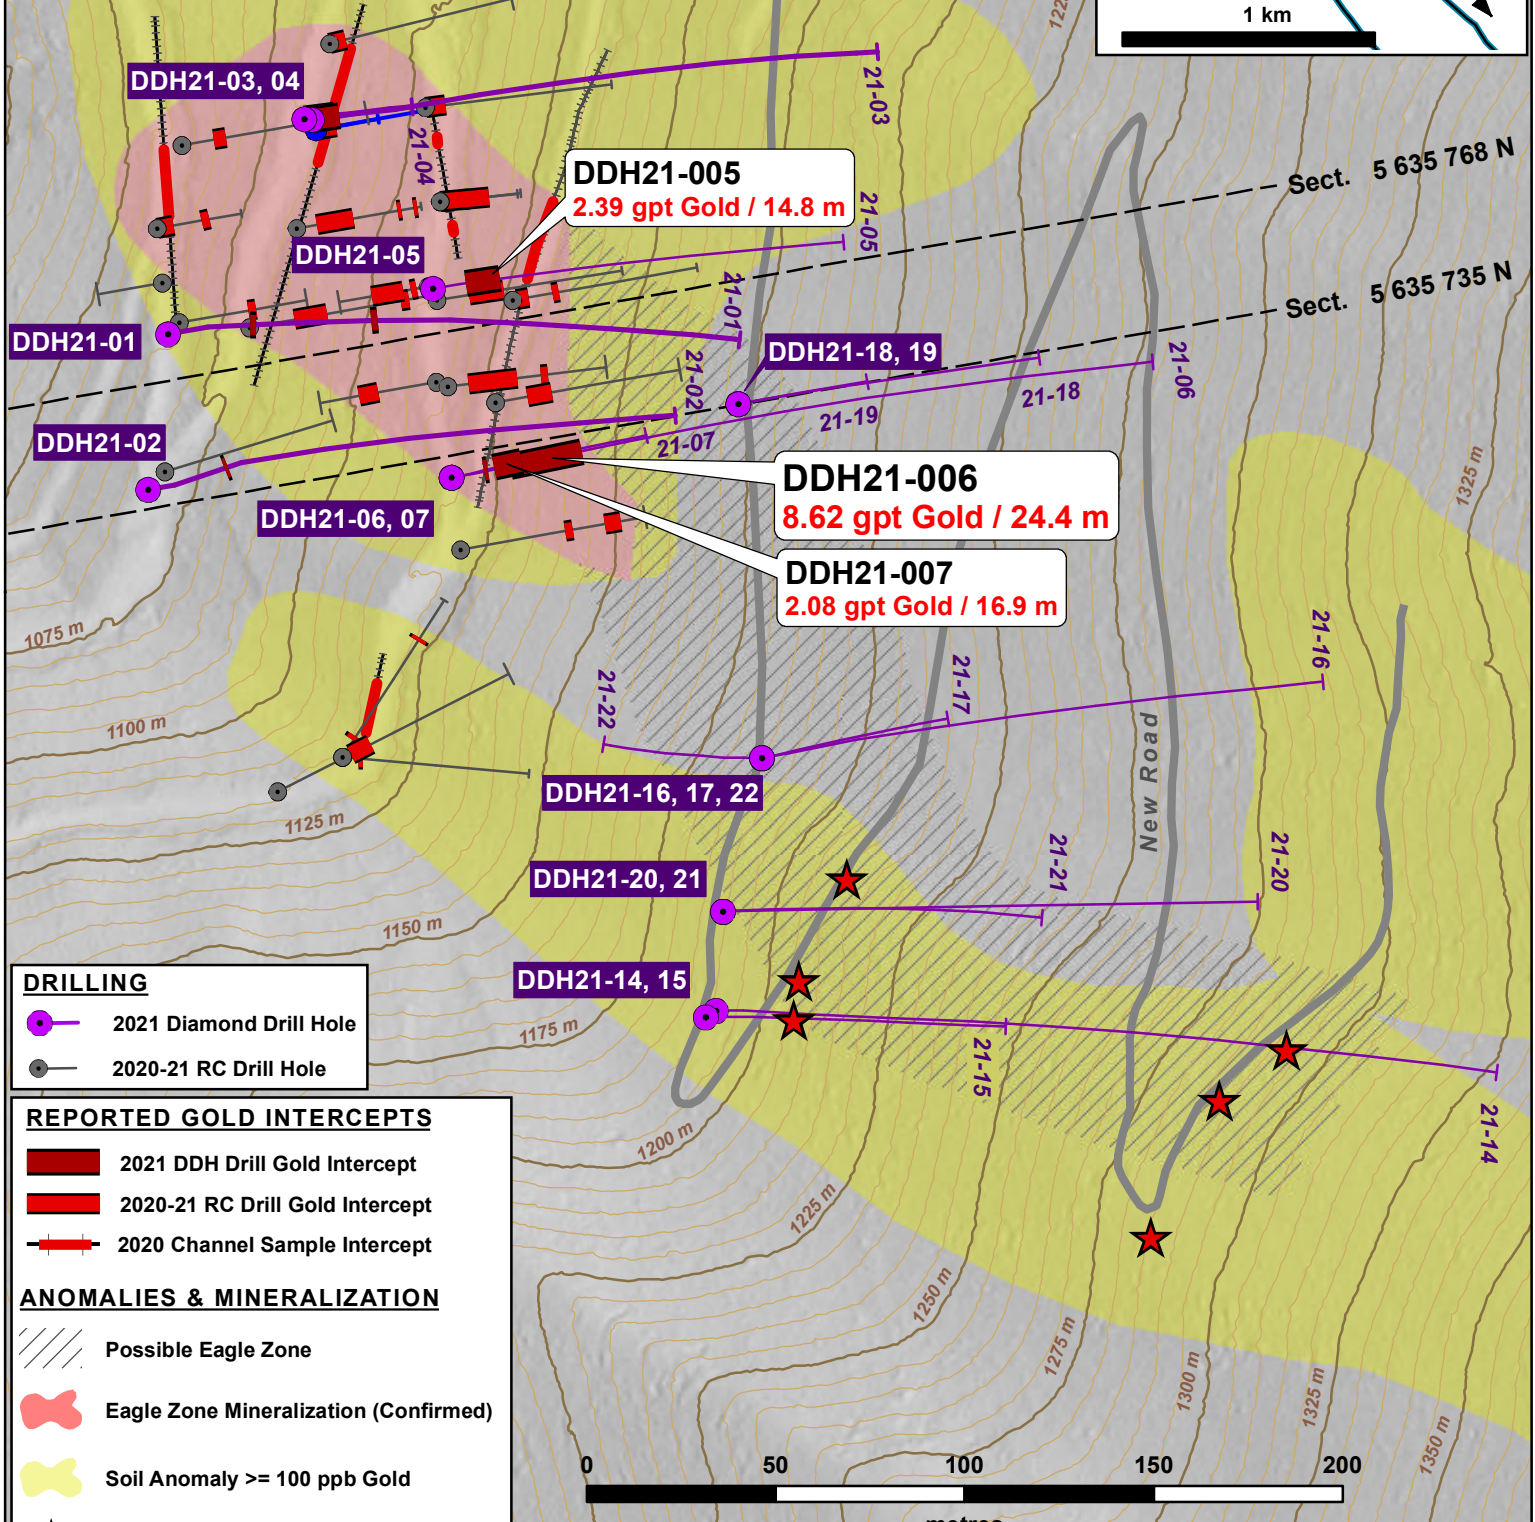 1 km
122
DDH21-03, 04
21-03
21-04
Sect. 5 635 768 N
DDH21-005
2.39 gpt Gold / 14.8 m
21-05
DDH21-05
Sect. 5 635 735 N
21-01
DDH21-01
DDH21-18, 19
21-06
21-02
21-18
21-19
DDH21-02
21-07
DDH21-006
8.62 gpt Gold / 24.4 m
1325 m
DDH21-06, 07
DDH21-007
2.08 gpt Gold / 16.9 m
1075 m
21-16
21-17
21-22
1100 m
New Road
DDH21-16, 17, 22
1125 m
21-21
21-20
DDH21-20, 21
1150 m
DDH21-14, 15
1175 m
21-15
21-14
1200 m
1225 m
1250 m
1275 m
1300 m
1325 m
1350 m
DRILLING
2021 Diamond Drill Hole
2020-21 RC Drill Hole
REPORTED GOLD INTERCEPTS
2021 DDH Drill Gold Intercept
2020-21 RC Drill Gold Intercept
2020 Channel Sample Intercept
ANOMALIES & MINERALIZATION
Possible Eagle Zone
Eagle Zone Mineralization (Confirmed)
Soil Anomaly >= 100 ppb Gold
0 50 100 150 200
metres